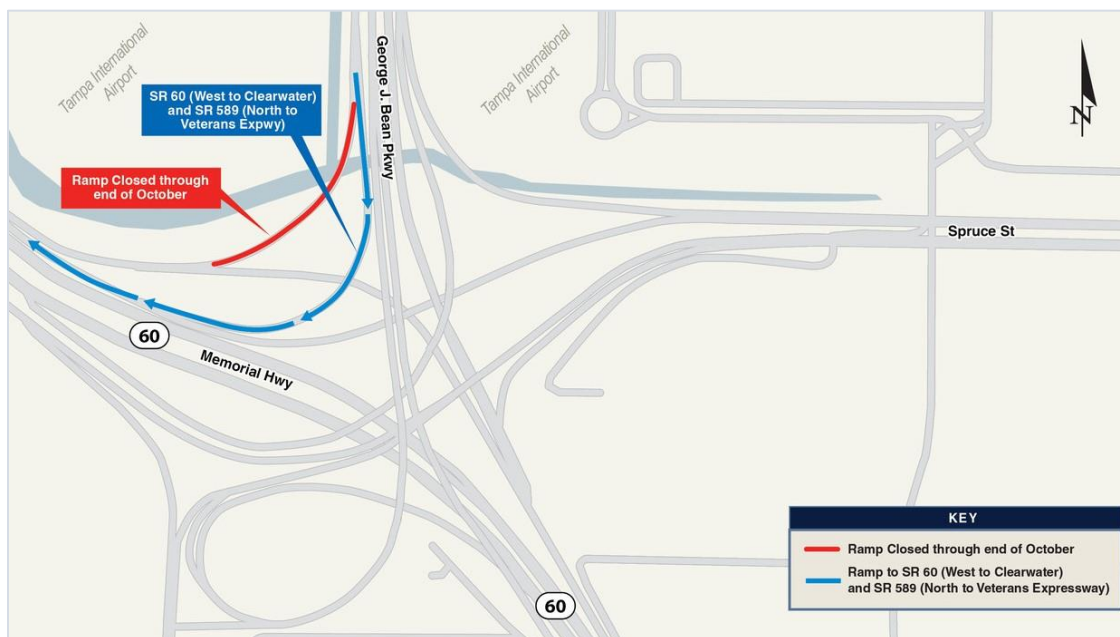 Tampa International
Airport
Tampa International
Airport
George J. Bean Pkwy
N
SR 60 (West to Clearwater)
and SR 589 (North to
Veterans Expwy)
Ramp Closed through
end of October
Spruce St
60
Memorial Hwy
60
KEY
Ramp Closed through end of October
Ramp to SR 60 (West to Clearwater)
and SR 589 (North to Veterans Expressway)